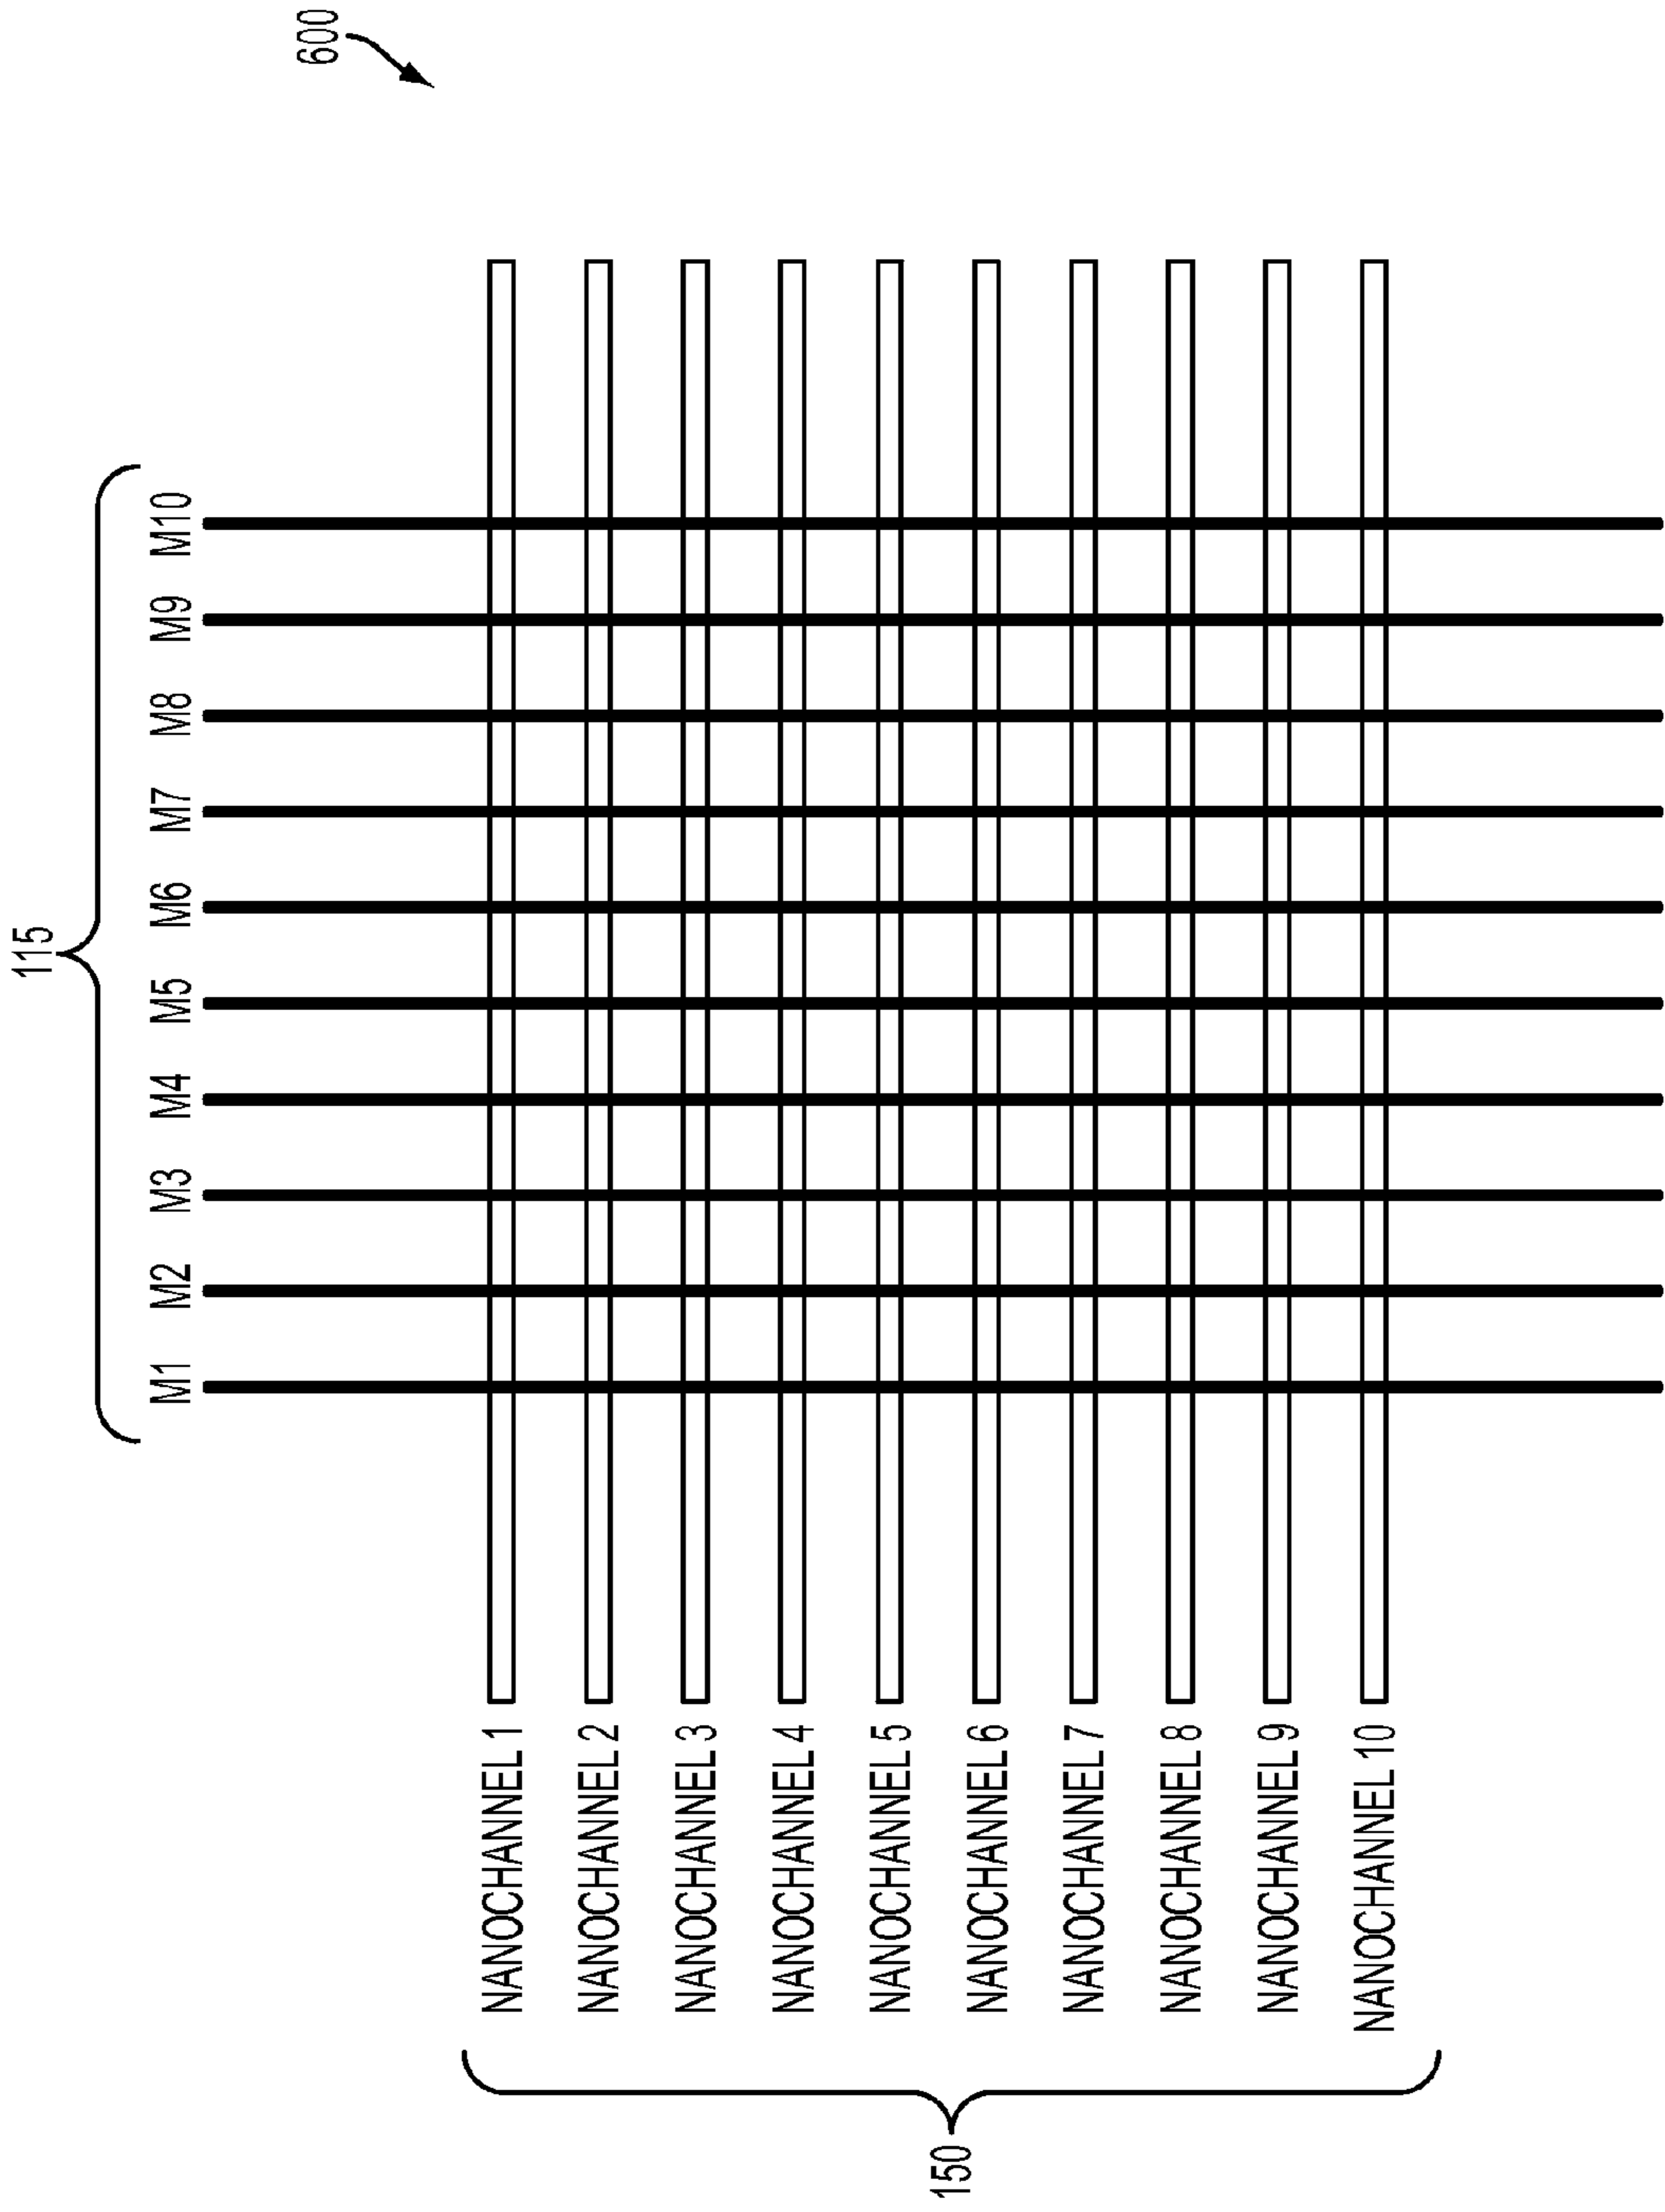 600
115
M1
M2
M3
M4
M5
M6
M7
M8
M9
M10
NANOCHANNEL 1
NANOCHANNEL 2
NANOCHANNEL 3
NANOCHANNEL 4
NANOCHANNEL 5
NANOCHANNEL 6
NANOCHANNEL 7
NANOCHANNEL 8
NANOCHANNEL 9
NANOCHANNEL 10
150